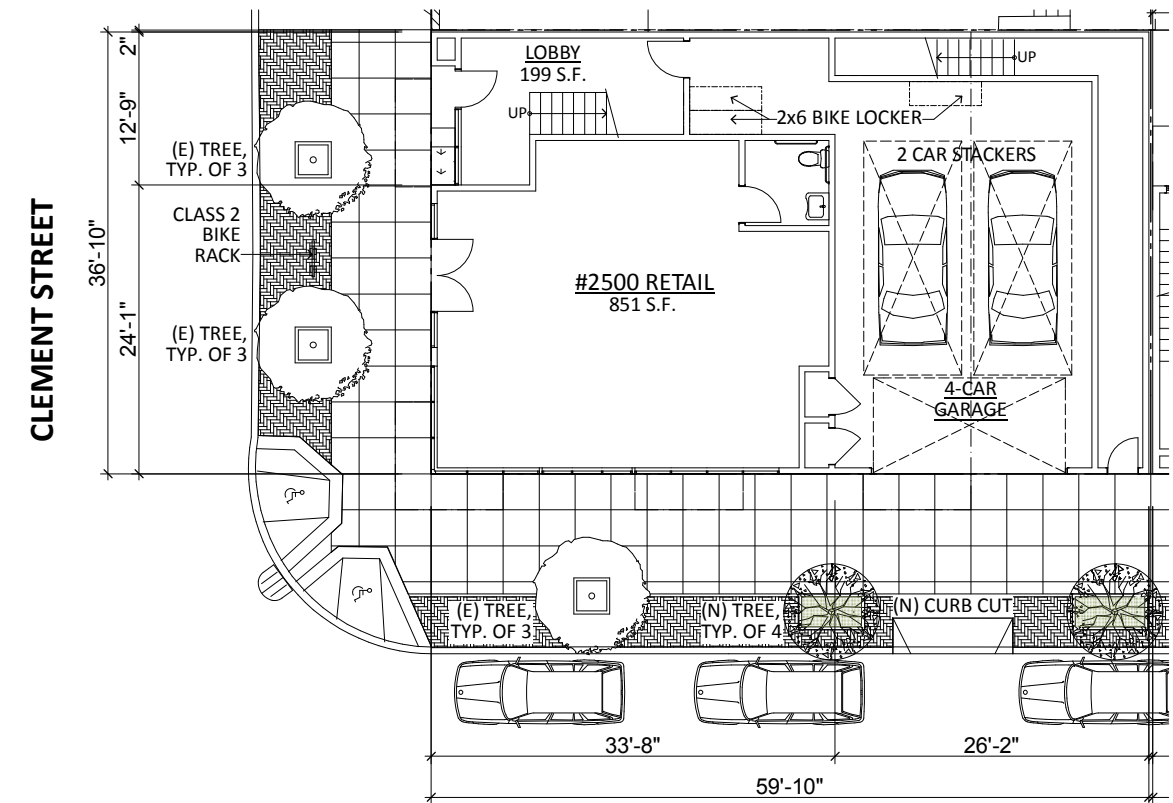 CLEMENT STREET
36'-10"
2"
12'-9"
24'-1"
(E) TREE,
TYP. OF 3
CLASS 2
BIKE
RACK
(E) TREE,
TYP. OF 3
LOBBY
199 S.F.
UP
UP
2x6 BIKE LOCKER
2 CAR STACKERS
#2500 RETAIL
851 S.F.
4-CAR
GARAGE
(E) TREE,
TYP. OF 3
(N) TREE,
TYP. OF 4
(N) CURB CUT
33'-8"
26'-2"
59'-10"